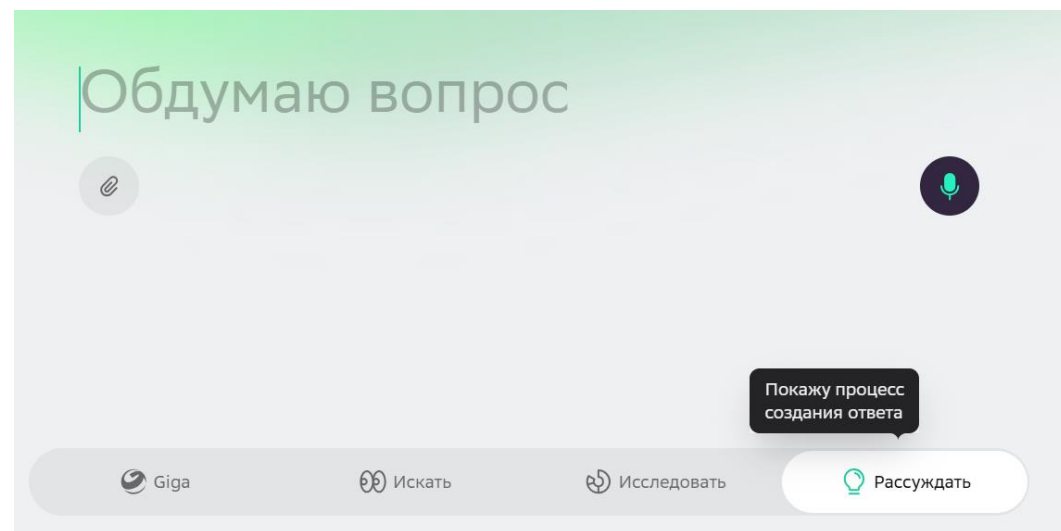 Обдумаю вопрос
Покажу процесс
создания ответа
Giga
Искать
Исследовать
Рассуждать